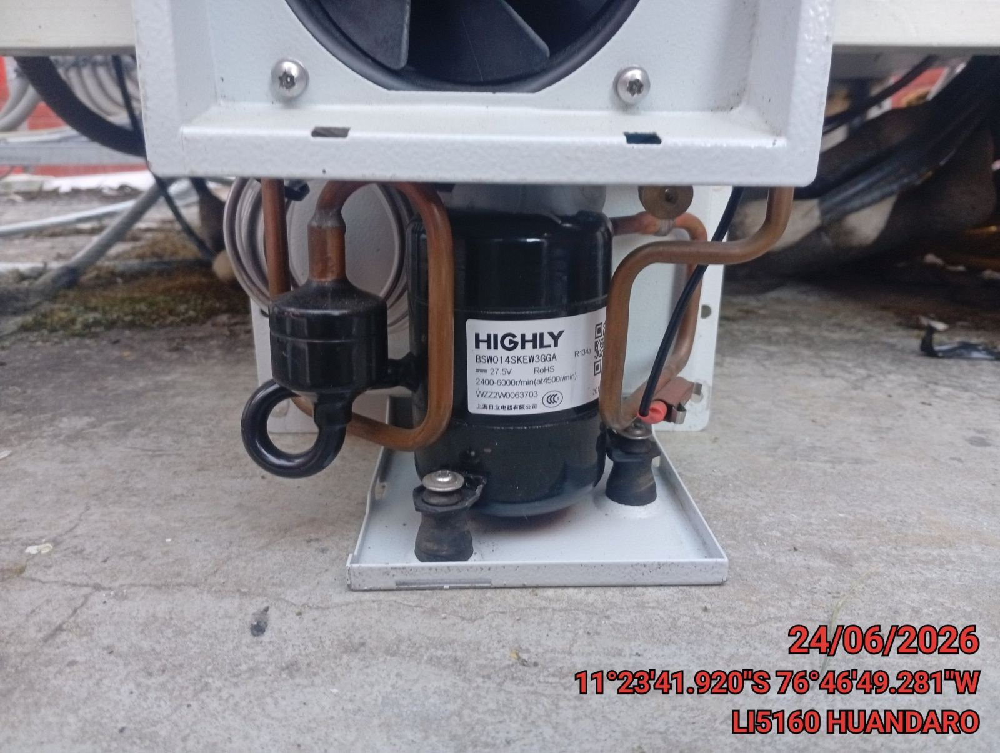 HIGHLY
BSW014SKEW3GGA R134a
27.5V RoHS
2400-6000r/min(at4500r/min)
WZZ2W0063703
上海日立电器有限公司
24/06/2026
11°23'41.920"S 76°46'49.281"W
LI5160 HUANDARO